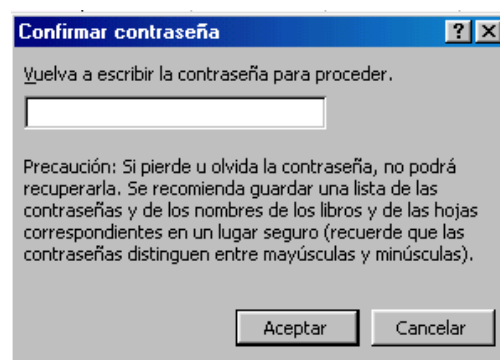 Confirmar contraseña
Vuelva a escribir la contraseña para proceder.
Precaución: Si pierde u olvida la contraseña, no podrá
recuperarla. Se recomienda guardar una lista de las
contraseñas y de los nombres de los libros y de las hojas
correspondientes en un lugar seguro (recuerde que las
contraseñas distinguen entre mayúsculas y minúsculas).
Aceptar Cancelar